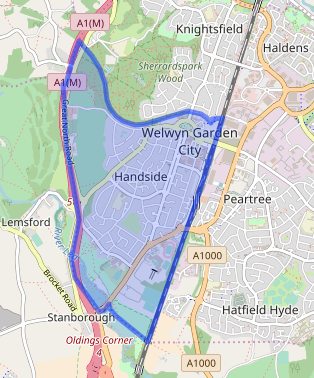 A1(M)
Knightsfield
Haldens
Sherrardspark
Wood
A1(M)
Great North Road
Welwyn Garden
City
Handside
Peartree
5
Lemsford
River Lea
A1000
Brocket Road
Hatfield Hyde
Stanborough
Oldings Corner
4
A1000